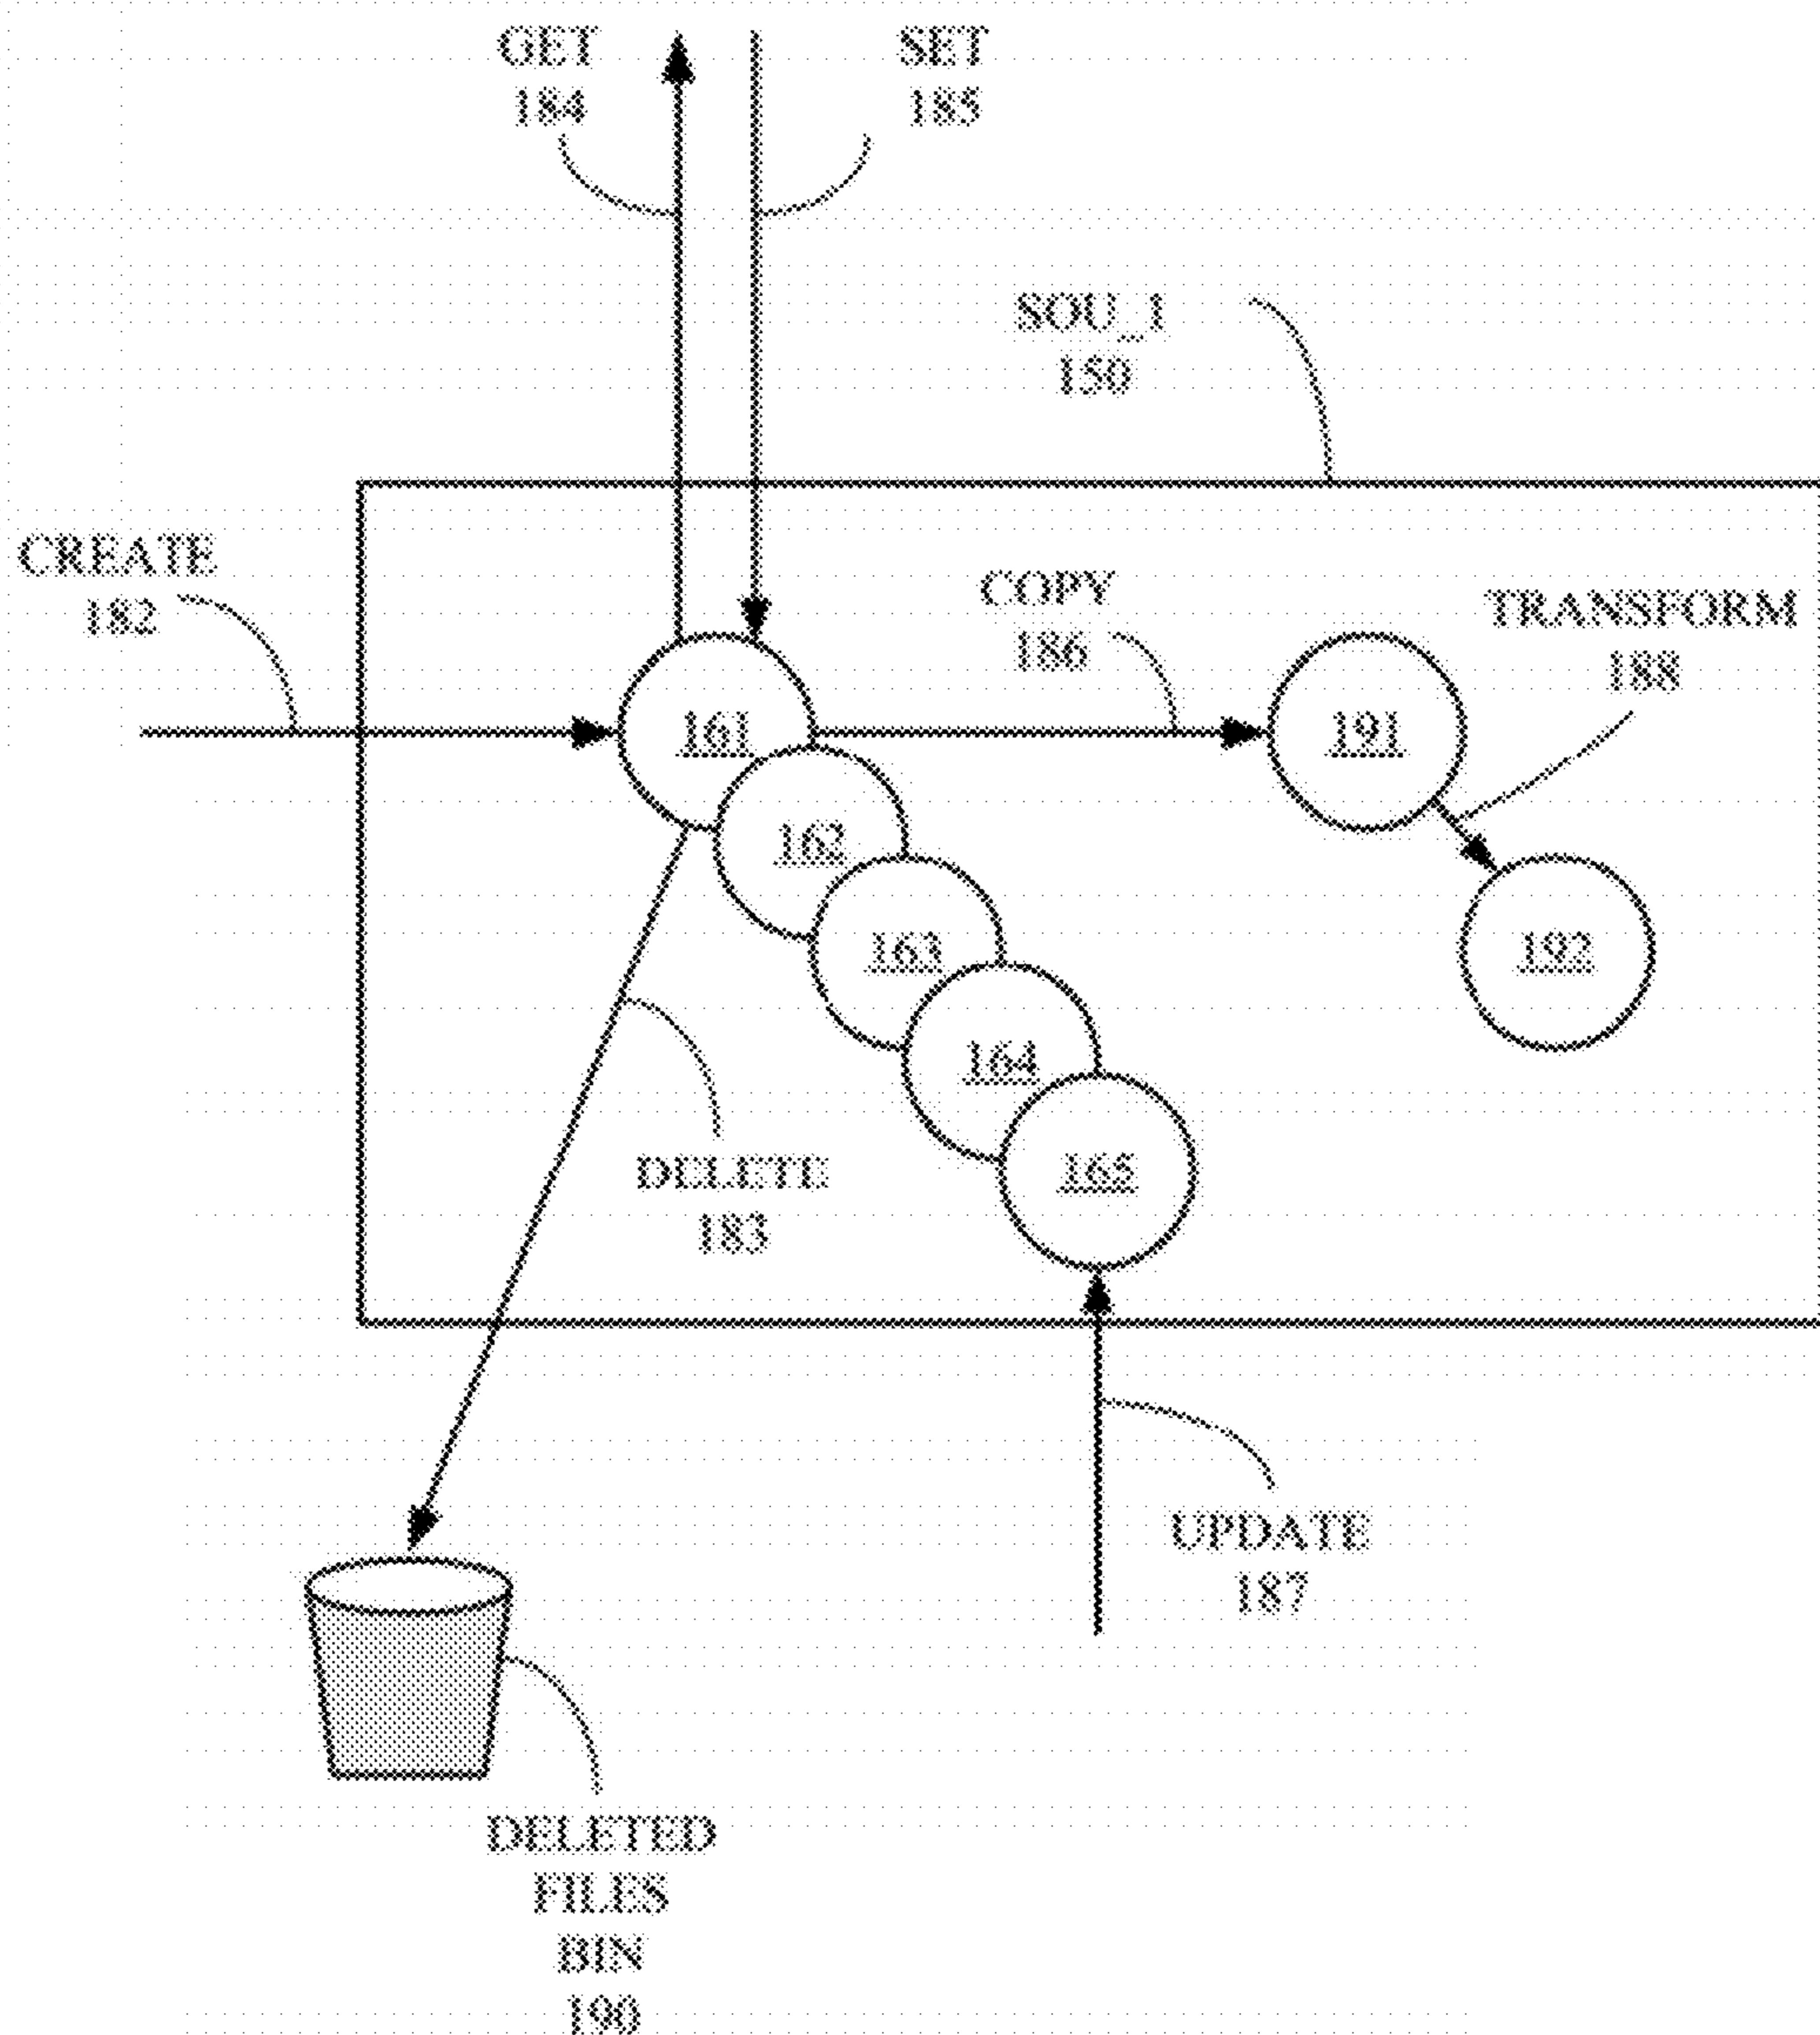 GET
184
SET
185
SOU_1
150
CREATE
182
COPY
186
TRANSFORM
188
161
191
162
163
192
164
165
DELETE
183
UPDATE
187
DELETED
FILES
BIN
190